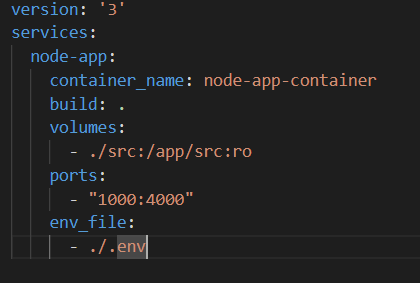 version: '3'
services:
  node-app:
    container_name: node-app-container
    build: .
    volumes:
      - ./src:/app/src:ro
    ports:
      - "1000:4000"
    env_file:
      - ./.env